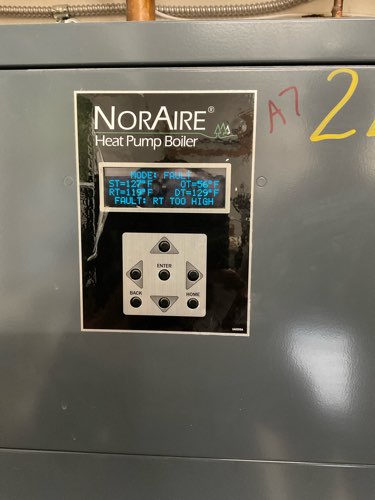 NORAIRE®
Heat Pump Boiler
MODE: FAULT
ST=127°F OT=56°F
RT=119°F DT=129°F
FAULT: RT TOO HIGH
ENTER
BACK HOME
A7